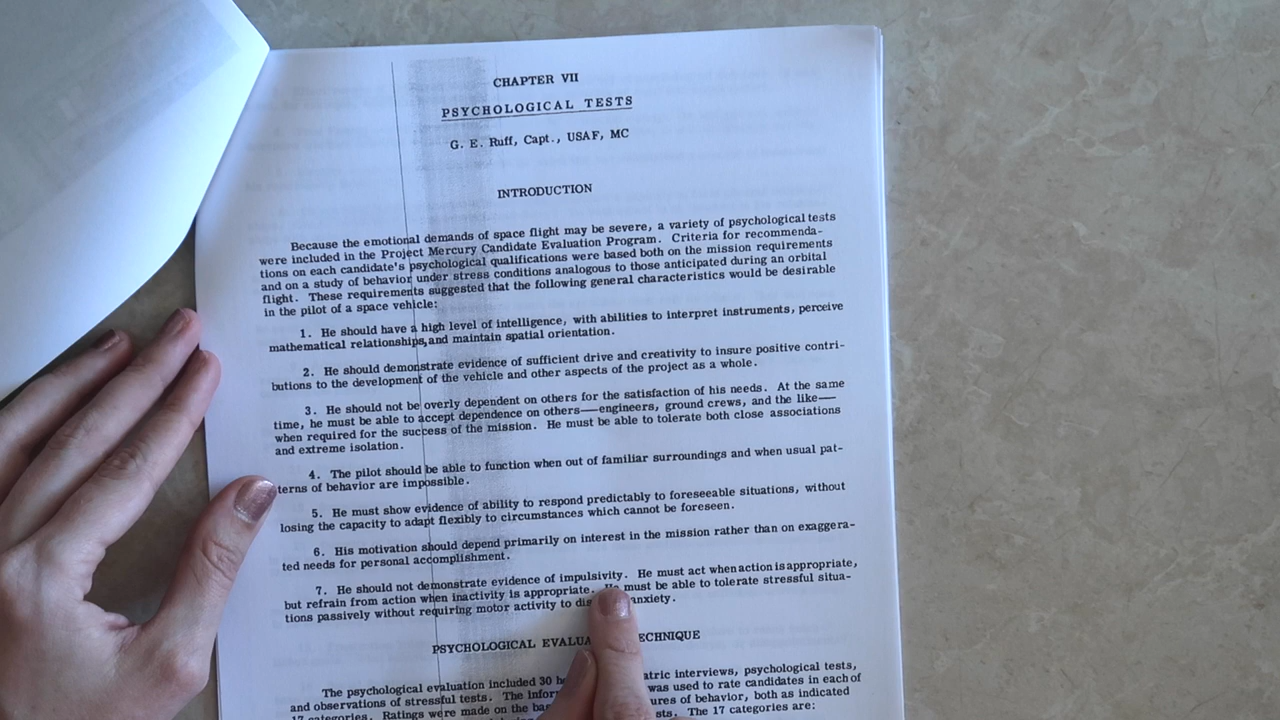 CHAPTER VII
PSYCHOLOGICAL TESTS
G. E. Ruff, Capt., USAF, MC
INTRODUCTION
Because the emotional demands of space flight may be severe, a variety of psychological tests
were included in the Project Mercury Candidate Evaluation Program. Criteria for recommenda-
tions on each candidate's psychological qualifications were based both on the mission requirements
and on a study of behavior under stress conditions analogous to those anticipated during an orbital
flight. These requirements suggested that the following general characteristics would be desirable
in the pilot of a space vehicle:
1. He should have a high level of intelligence, with abilities to interpret instruments, perceive
mathematical relationships, and maintain spatial orientation.
2. He should demonstrate evidence of sufficient drive and creativity to insure positive contri-
butions to the development of the vehicle and other aspects of the project as a whole.
3. He should not be overly dependent on others for the satisfaction of his needs. At the same
time, he must be able to accept dependence on others—engineers, ground crews, and the like—
when required for the success of the mission. He must be able to tolerate both close associations
and extreme isolation.
4. The pilot should be able to function when out of familiar surroundings and when usual pat-
terns of behavior are impossible.
5. He must show evidence of ability to respond predictably to foreseeable situations, without
losing the capacity to adapt flexibly to circumstances which cannot be foreseen.
6. His motivation should depend primarily on interest in the mission rather than on exaggera-
ted needs for personal accomplishment.
7. He should not demonstrate evidence of impulsivity. He must act when action is appropriate,
but refrain from action when inactivity is appropriate. He must be able to tolerate stressful situa-
tions passively without requiring motor activity to anxiety.
PSYCHOLOGICAL
The psychological evaluation included 30 interviews, psychological tests,
and observations of stressful tests. The was used to rate candidates in each of
17 categories. Ratings were made on the of behavior, both as indicated
The 17 categories are: